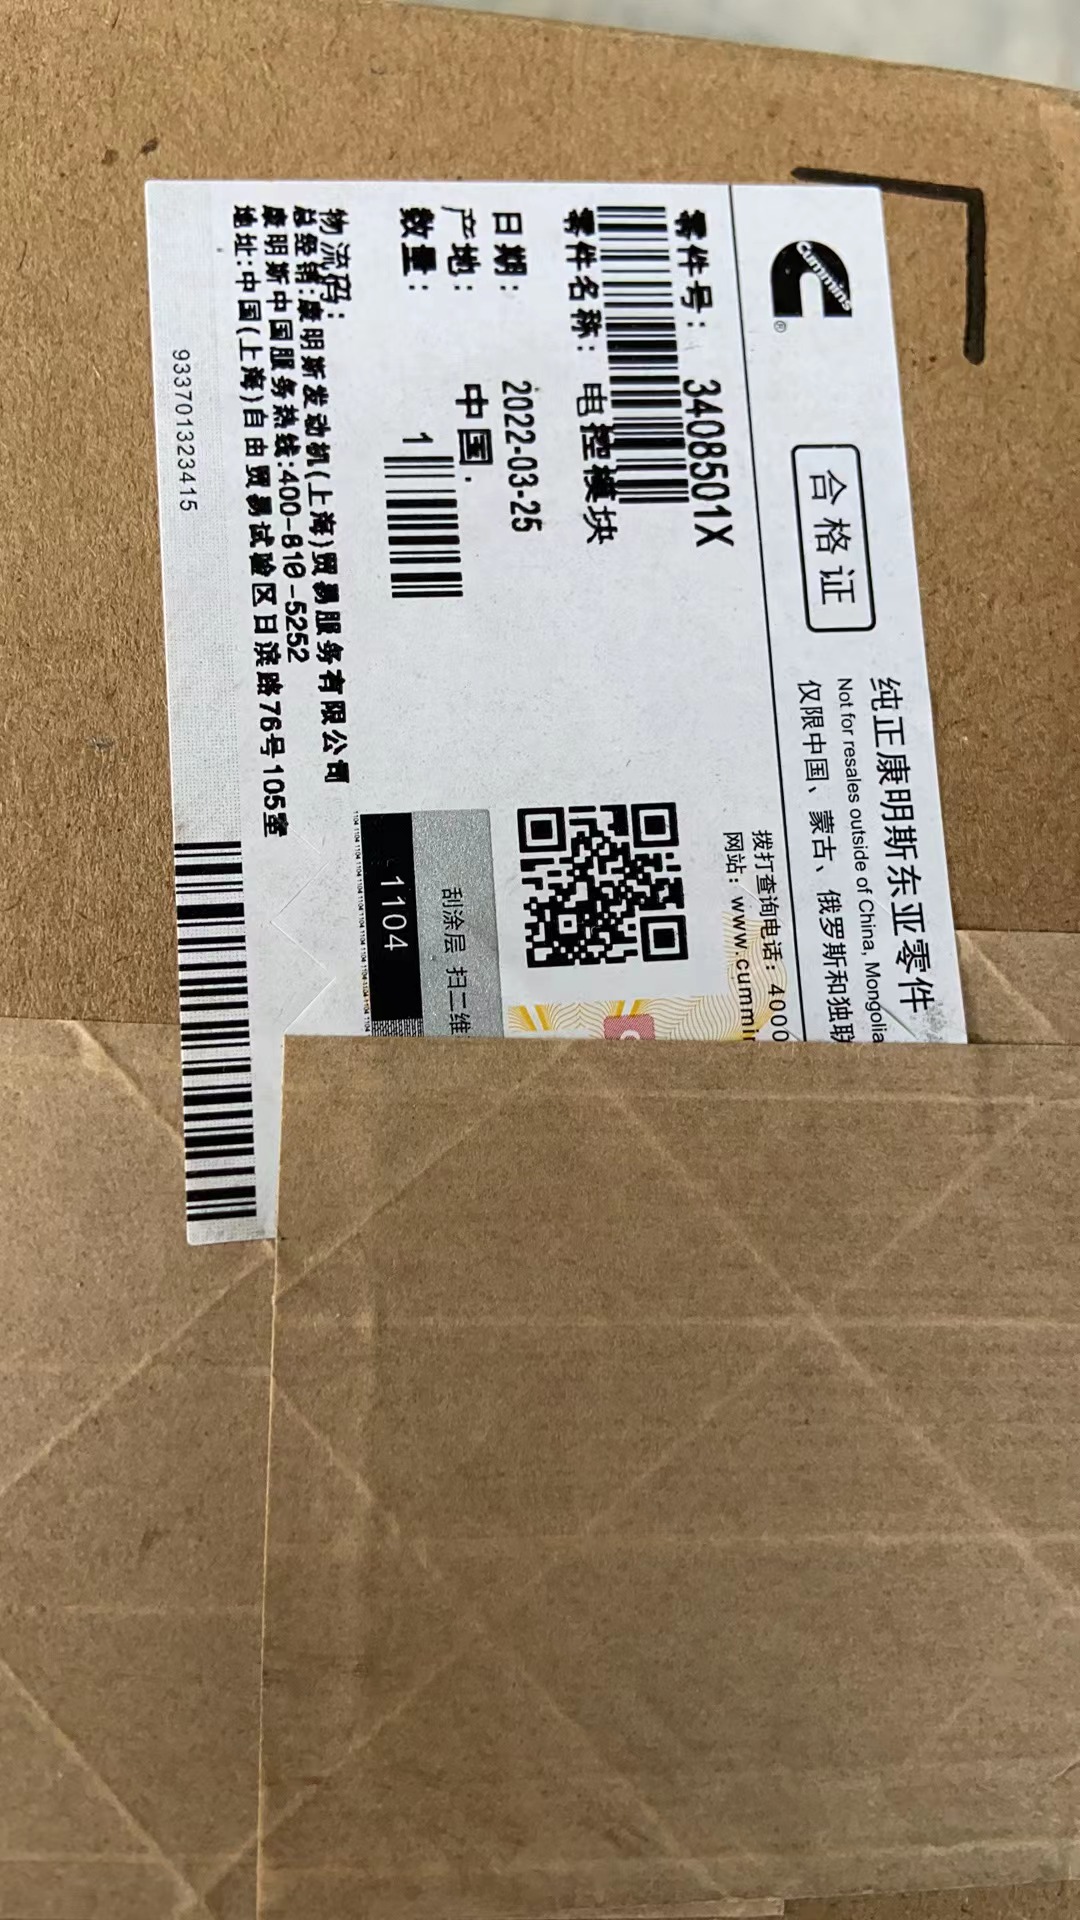 Cummins
®
合格证
纯正康明斯东亚零件
Not for resales outside of China, Mongolia
仅限中国、蒙古、俄罗斯和独联
零件号： 3408501X
零件名称： 电控模块
日期： 2022-03-25
产地： 中国.
数量： 1
拨打查询电话：4000
网站：www.cummi
刮涂层 扫二维
1104
物流码：
总经销:康明斯发动机(上海)贸易服务有限公司
康明斯中国服务热线:400-810-5252
地址:中国(上海)自由贸易试验区日滨路76号105室
933701323415